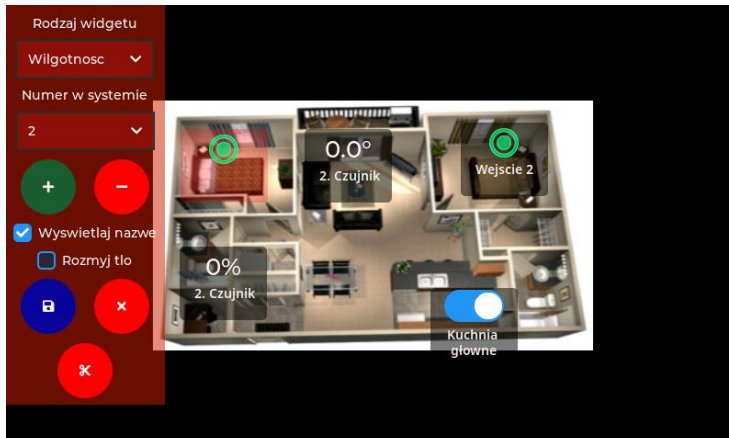 Rodzaj widgetu
Wilgotnosc
Numer w systemie
2
+
−
Wyswietlaj nazwe
Rozmyj tlo
0.0°
2. Czujnik
Wejscie 2
0%
2. Czujnik
Kuchnia
głowne